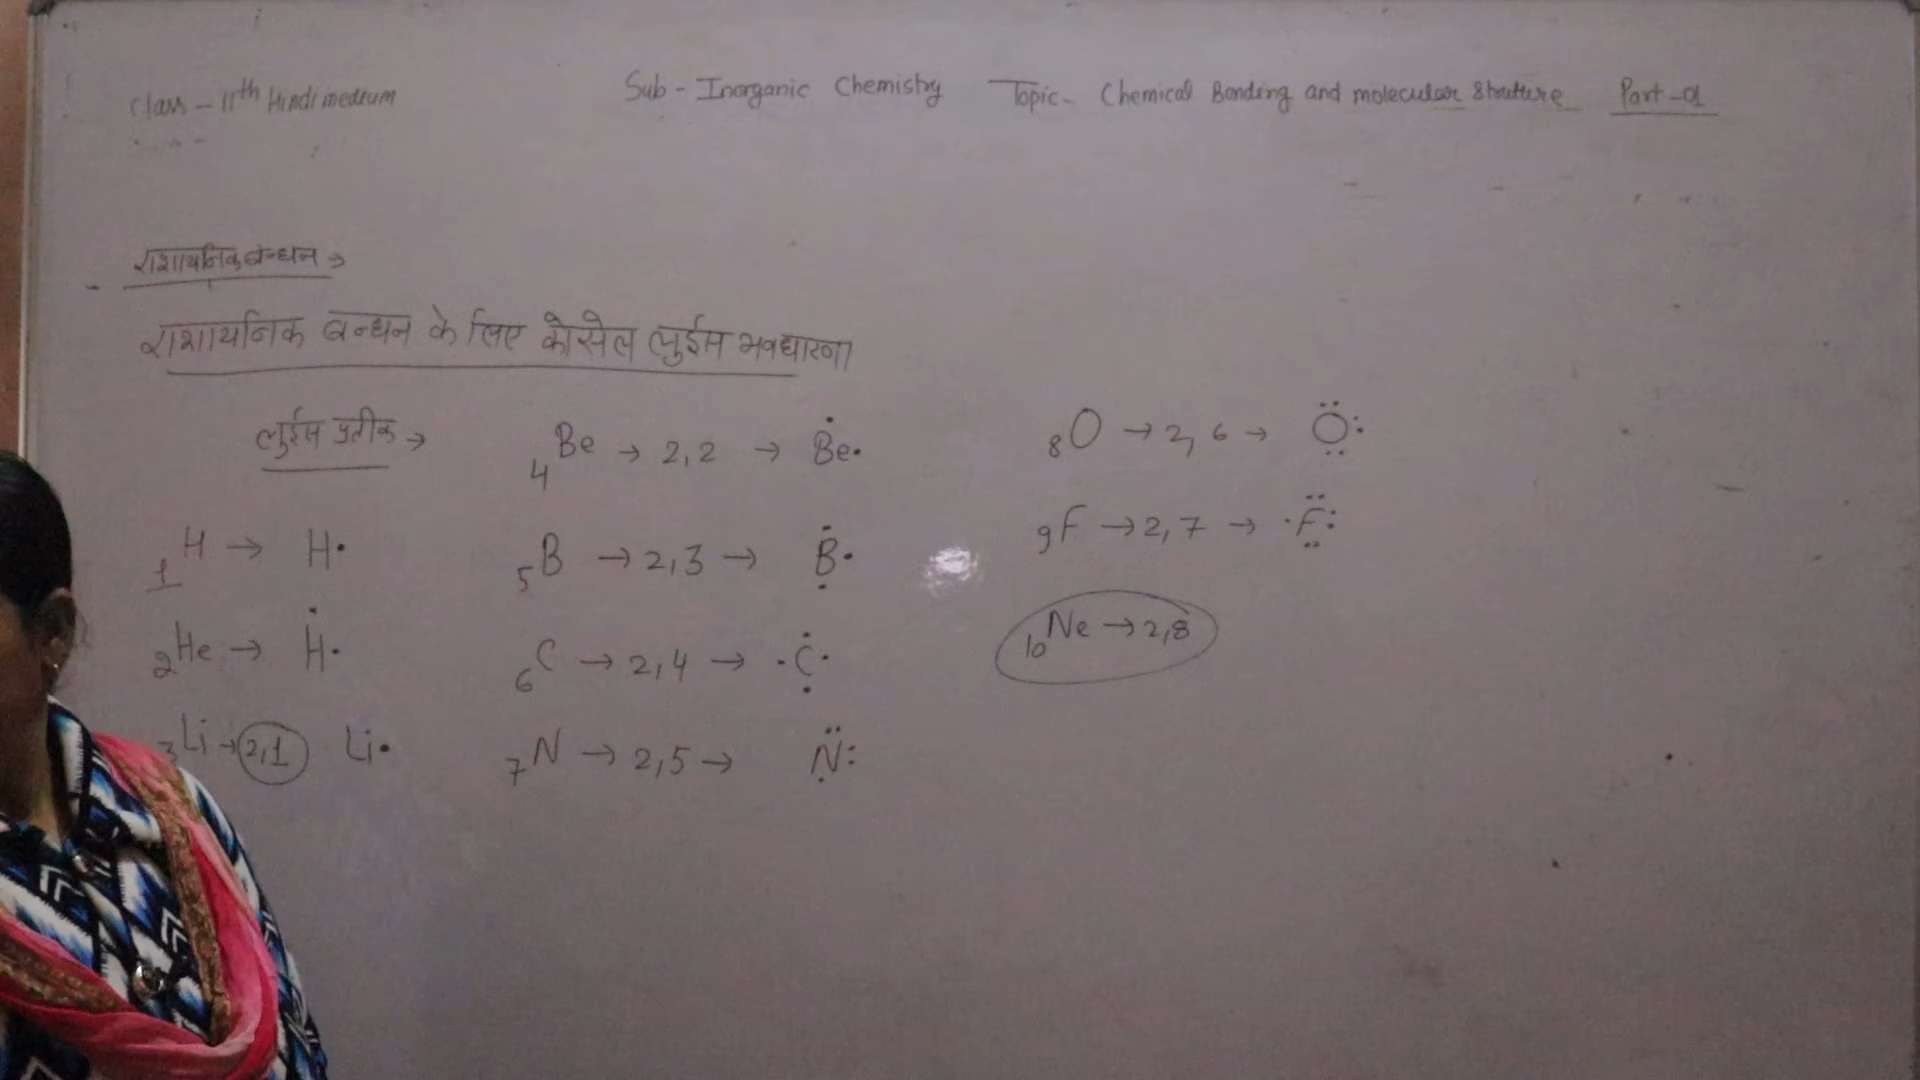 Class - 11th Hindi medium
Sub - Inorganic Chemistry Topic - Chemical Bonding and molecular Strutture Part -01
राशायनिक बन्धन →
राशायनिक बन्धन के लिए कोसेल लुईस अवधारणा
लुईस प्रतीक →
1H → H•
2He → H•
3Li → 2,1 Li•
4Be → 2,2 → Be•
5B → 2,3 → B•
6C → 2,4 → •C•
7N → 2,5 → N:
8O → 2,6 → O:
9F → 2,7 → •F:
10Ne → 2,8